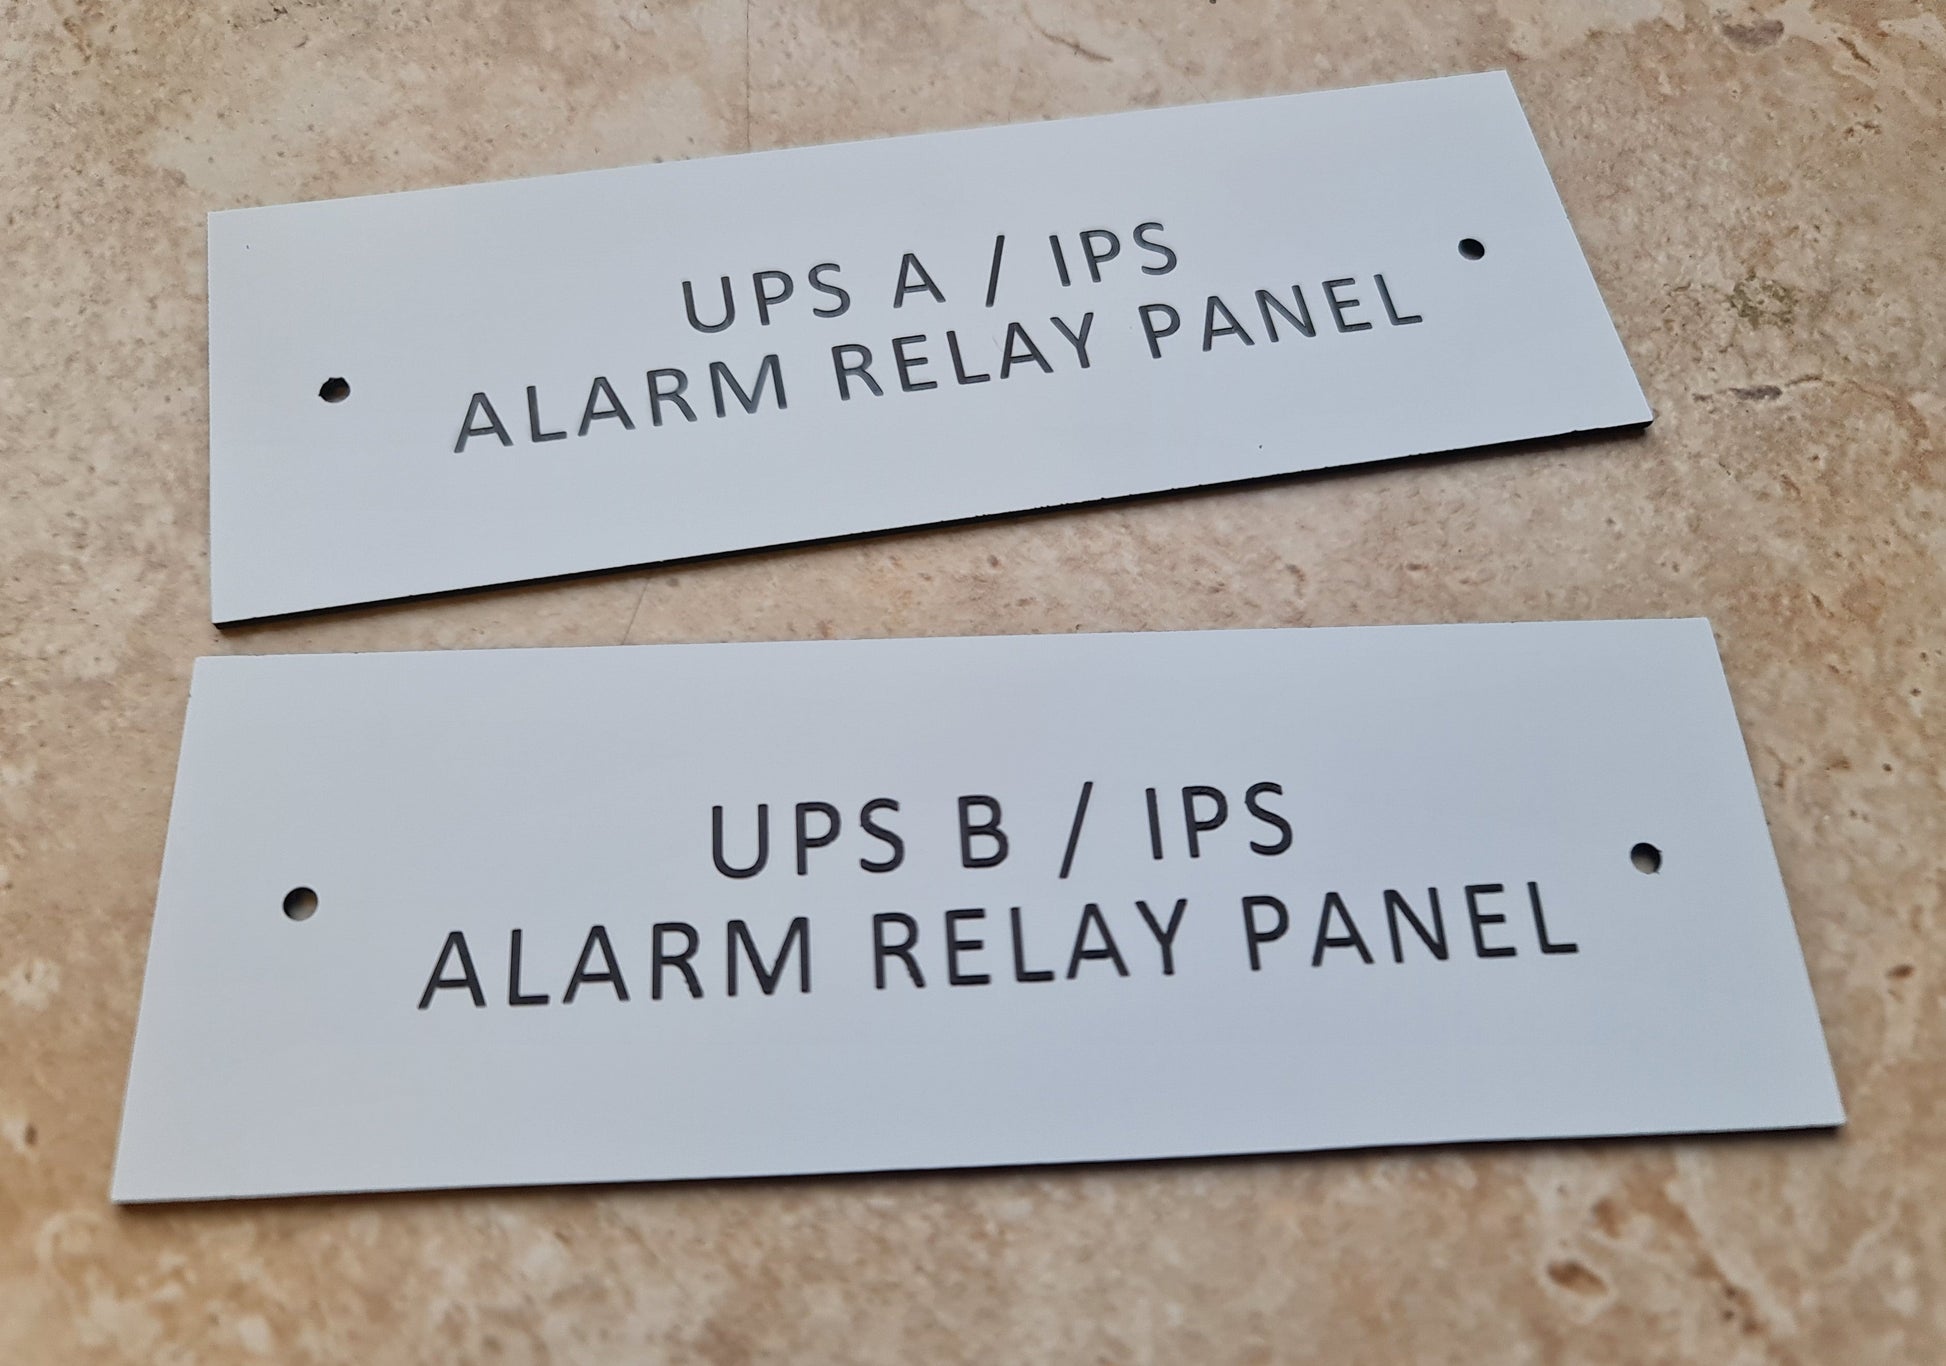 UPS A / IPS
ALARM RELAY PANEL
UPS B / IPS
ALARM RELAY PANEL